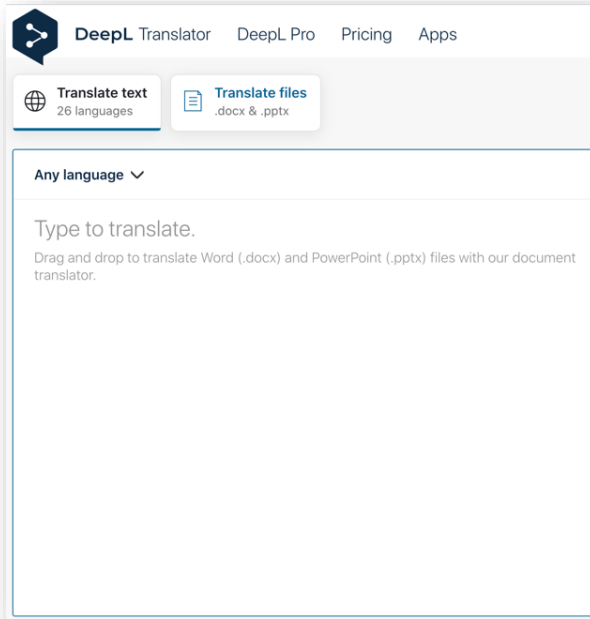 DeepL Translator DeepL Pro Pricing Apps
Translate text Translate files
26 languages .docx & .pptx
Any language
Type to translate.
Drag and drop to translate Word (.docx) and PowerPoint (.pptx) files with our document
translator.